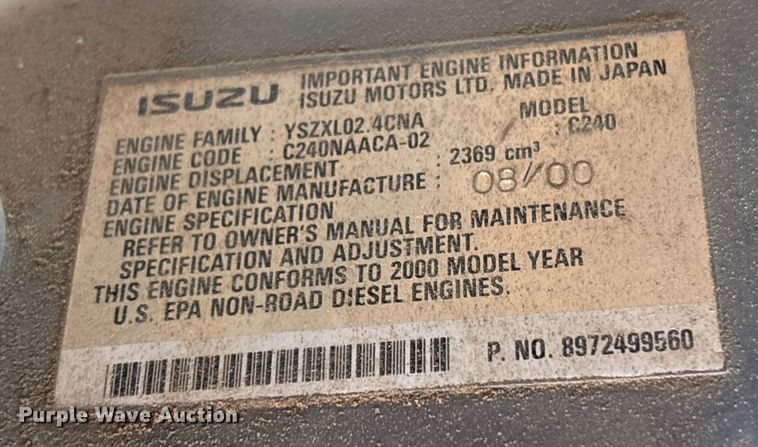 ISUZU
IMPORTANT ENGINE INFORMATION
ISUZU MOTORS LTD. MADE IN JAPAN
ENGINE FAMILY : YSZXL02.4CNA MODEL
ENGINE CODE : C240NAACA-02 : C240
ENGINE DISPLACEMENT : 2369 cm³
DATE OF ENGINE MANUFACTURE : 08/00
ENGINE SPECIFICATION
REFER TO OWNER'S MANUAL FOR MAINTENANCE
SPECIFICATION AND ADJUSTMENT.
THIS ENGINE CONFORMS TO 2000 MODEL YEAR
U.S. EPA NON-ROAD DIESEL ENGINES.
P. NO. 8972499560
Purple Wave Auction